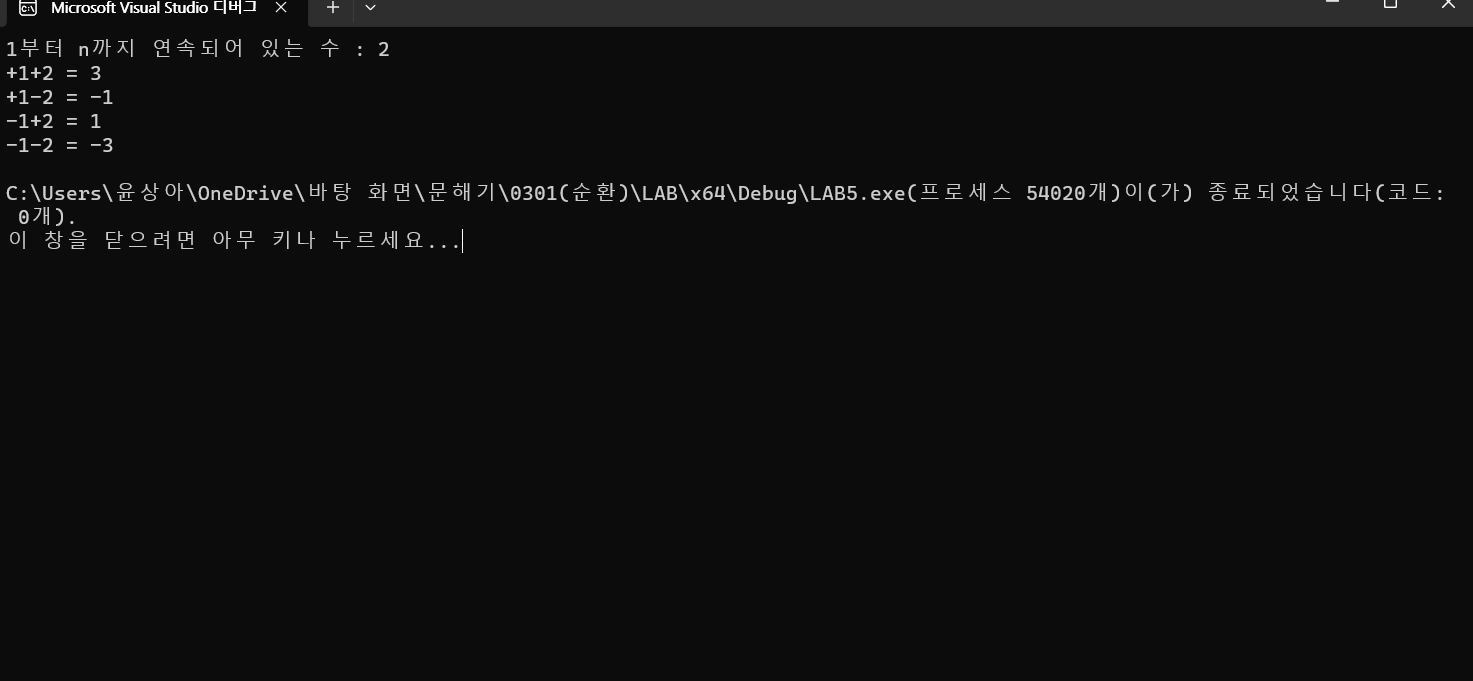 Microsoft Visual Studio 디버그
1부터 n까지 연속되어 있는 수 : 2
+1+2 = 3
+1-2 = -1
-1+2 = 1
-1-2 = -3
C:\Users\윤상아\OneDrive\바탕 화면\문해기\0301(순환)\LAB\x64\Debug\LAB5.exe(프로세스 54020개)이(가) 종료되었습니다(코드:
0개).
이 창을 닫으려면 아무 키나 누르세요...